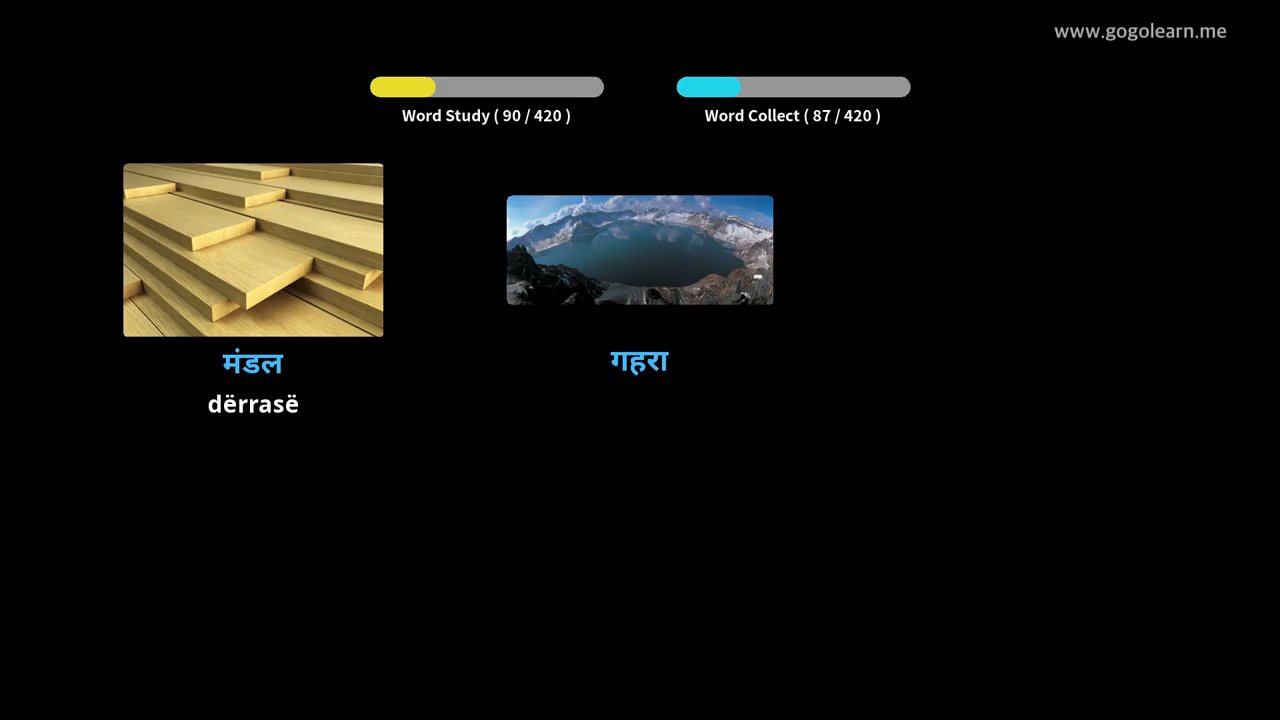 www.gogolearn.me
Word Study ( 90 / 420 )
Word Collect ( 87 / 420 )
मंडल
dërrasë
गहरा